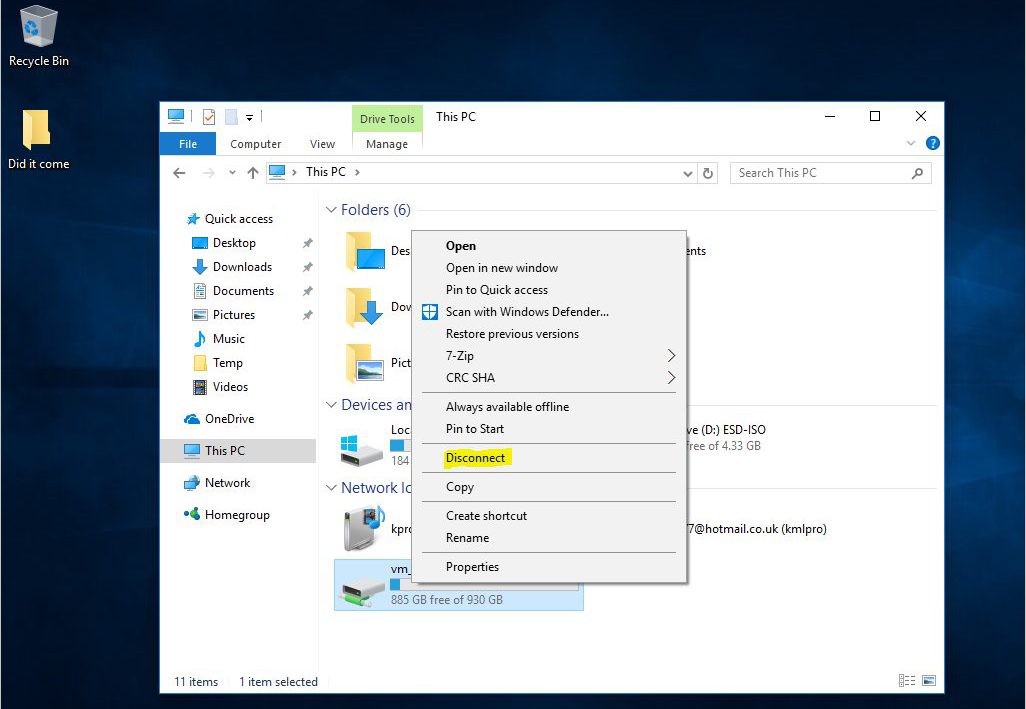 Recycle Bin
Did it come
Drive Tools
This PC
File
Computer
View
Manage
This PC
Search This PC
Quick access
Desktop
Downloads
Documents
Pictures
Music
Temp
Videos
OneDrive
This PC
Network
Homegroup
Folders (6)
Des
ents
Dow
Pict
Devices an
Loc
184
ve (D:) ESD-ISO
free of 4.33 GB
Network lo
kpro
7@hotmail.co.uk (kmlpro)
vm_
885 GB free of 930 GB
Open
Open in new window
Pin to Quick access
Scan with Windows Defender...
Restore previous versions
7-Zip
CRC SHA
Always available offline
Pin to Start
Disconnect
Copy
Create shortcut
Rename
Properties
11 items
1 item selected